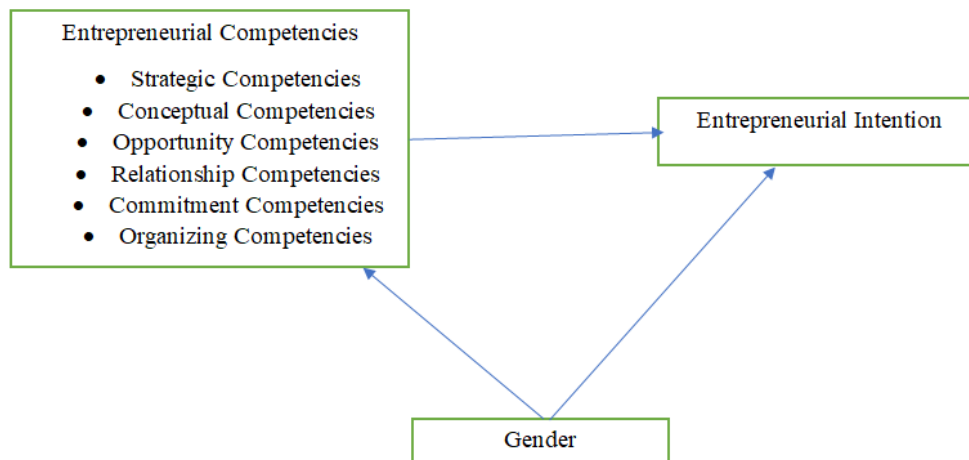 Entrepreneurial Competencies
● Strategic Competencies
● Conceptual Competencies
● Opportunity Competencies
● Relationship Competencies
● Commitment Competencies
● Organizing Competencies
Entrepreneurial Intention
Gender